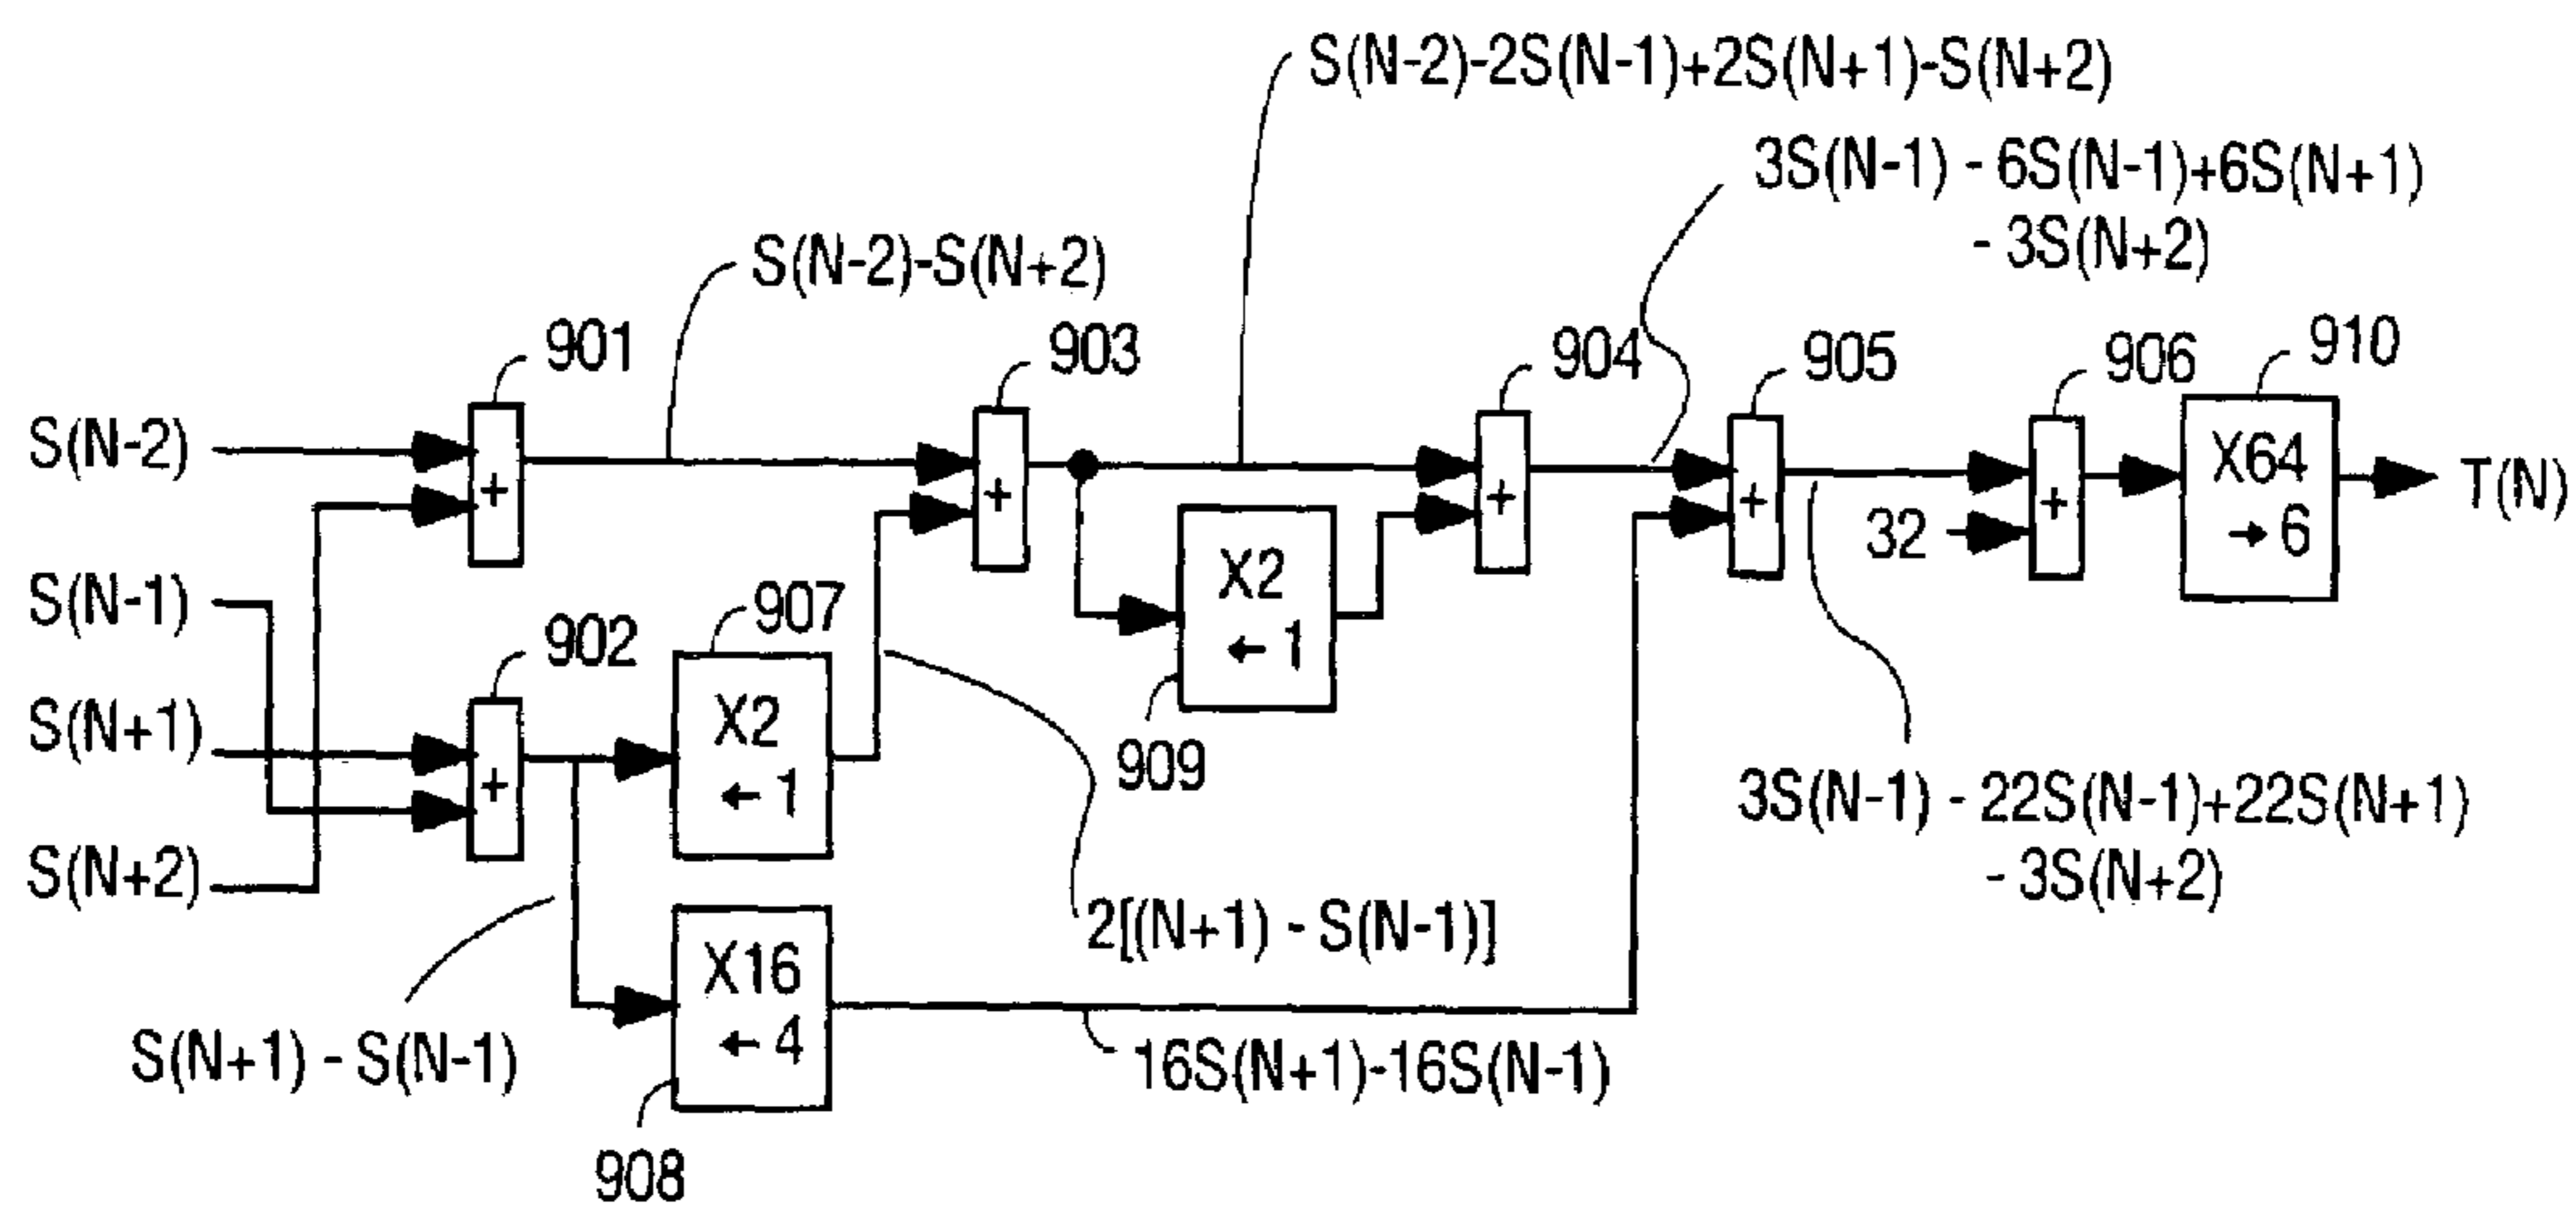 S(N-2)-2S(N-1)+2S(N+1)-S(N+2)
3S(N-1) - 6S(N-1)+6S(N+1)
- 3S(N+2)
S(N-2)-S(N+2)
901
903
904
905
906
910
S(N-2)
+
+
+
+
+
32
X64
→ 6
T(N)
S(N-1)
X2
← 1
909
902
907
S(N+1)
+
X2
← 1
S(N+2)
3S(N-1) - 22S(N-1)+22S(N+1)
- 3S(N+2)
2[(N+1) - S(N-1)]
X16
← 4
908
S(N+1) - S(N-1)
16S(N+1)-16S(N-1)